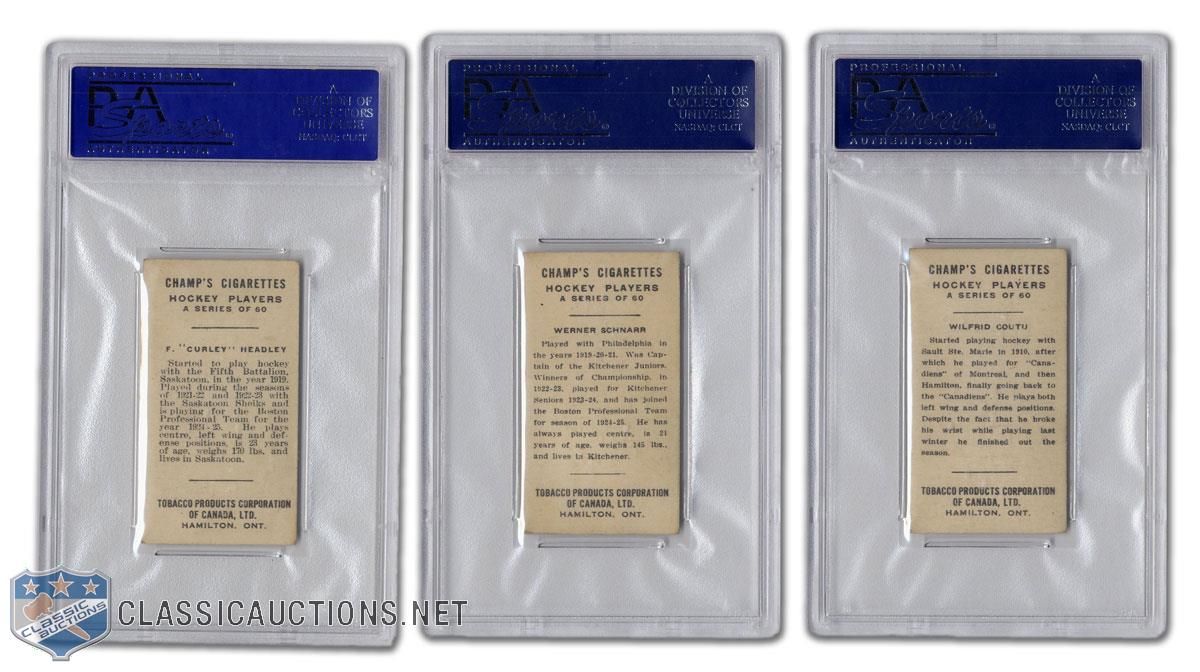 PROFESSIONAL
PSA
Sports
AUTHENTICATOR
A
DIVISION OF
COLLECTORS
UNIVERSE
NASDAQ: CLCT
CHAMP'S CIGARETTES
HOCKEY PLAYERS
A SERIES OF 60
F. "CURLEY" HEADLEY
Started to play hockey
with the Fifth Battalion,
Saskatoon, in the year 1919.
Played during the seasons
of 1921-22 and 1922-23 with
the Saskatoon Sheiks and
is playing for the Boston
Professional Team for the
year 1924-25. He plays
centre, left wing and def-
ense positions, is 23 years
of age, weighs 170 lbs. and
lives in Saskatoon.
TOBACCO PRODUCTS CORPORATION
OF CANADA, LTD.
HAMILTON, ONT.
PROFESSIONAL
PSA
Sports
AUTHENTICATOR
A
DIVISION OF
COLLECTORS
UNIVERSE
NASDAQ: CLCT
CHAMP'S CIGARETTES
HOCKEY PLAYERS
A SERIES OF 60
WERNER SCHNARR
Played with Philadelphia in
the years 1919-20-21. Was Cap-
tain of the Kitchener Juniors.
Winners of Championship, in
1922-23, played for Kitchener
Seniors 1923-24, and has joined
the Boston Professional Team
for season of 1924-25. He has
always played centre, is 21
years of age, weighs 145 lbs.,
and lives in Kitchener.
TOBACCO PRODUCTS CORPORATION
OF CANADA, LTD.
HAMILTON, ONT.
PROFESSIONAL
PSA
Sports
AUTHENTICATOR
A
DIVISION OF
COLLECTORS
UNIVERSE
NASDAQ: CLCT
CHAMP'S CIGARETTES
HOCKEY PLAYERS
A SERIES OF 60
WILFRID COUTU
Started playing hockey with
Sault Ste. Marie in 1910, after
which he played for "Cana-
diens" of Montreal, and then
Hamilton, finally going back to
the "Canadiens". He plays both
left wing and defense positions.
Despite the fact that he broke
his wrist while playing last
winter he finished out the
season.
TOBACCO PRODUCTS CORPORATION
OF CANADA, LTD.
HAMILTON, ONT.
CLASSIC
AUCTIONS
CLASSICAUCTIONS.NET